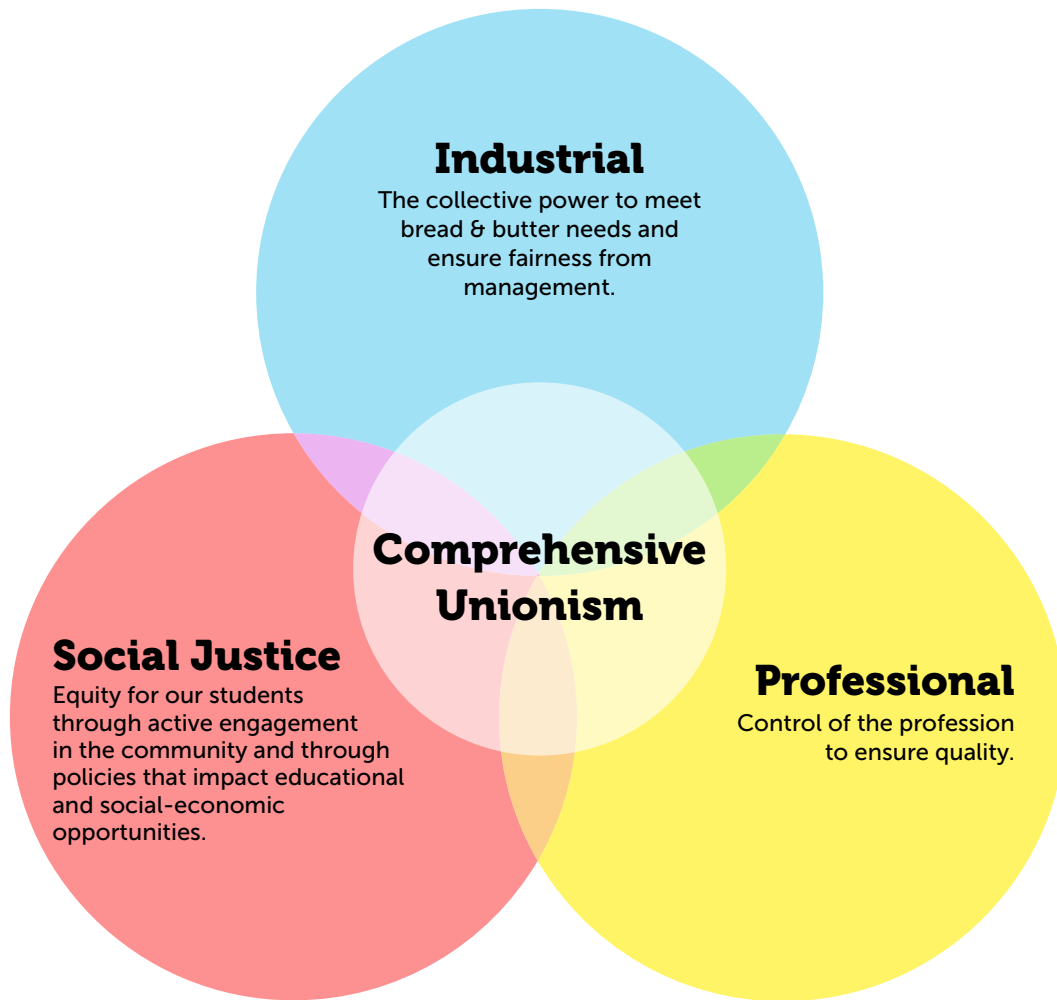 Industrial
The collective power to meet
bread & butter needs and
ensure fairness from
management.
Comprehensive
Unionism
Social Justice
Equity for our students
through active engagement
in the community and through
policies that impact educational
and social-economic
opportunities.
Professional
Control of the profession
to ensure quality.